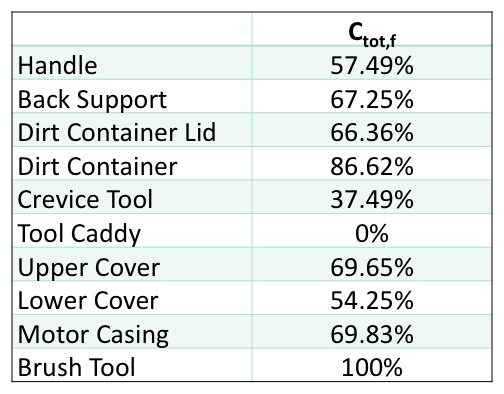 C_tot,f
Handle 57.49%
Back Support 67.25%
Dirt Container Lid 66.36%
Dirt Container 86.62%
Crevice Tool 37.49%
Tool Caddy 0%
Upper Cover 69.65%
Lower Cover 54.25%
Motor Casing 69.83%
Brush Tool 100%